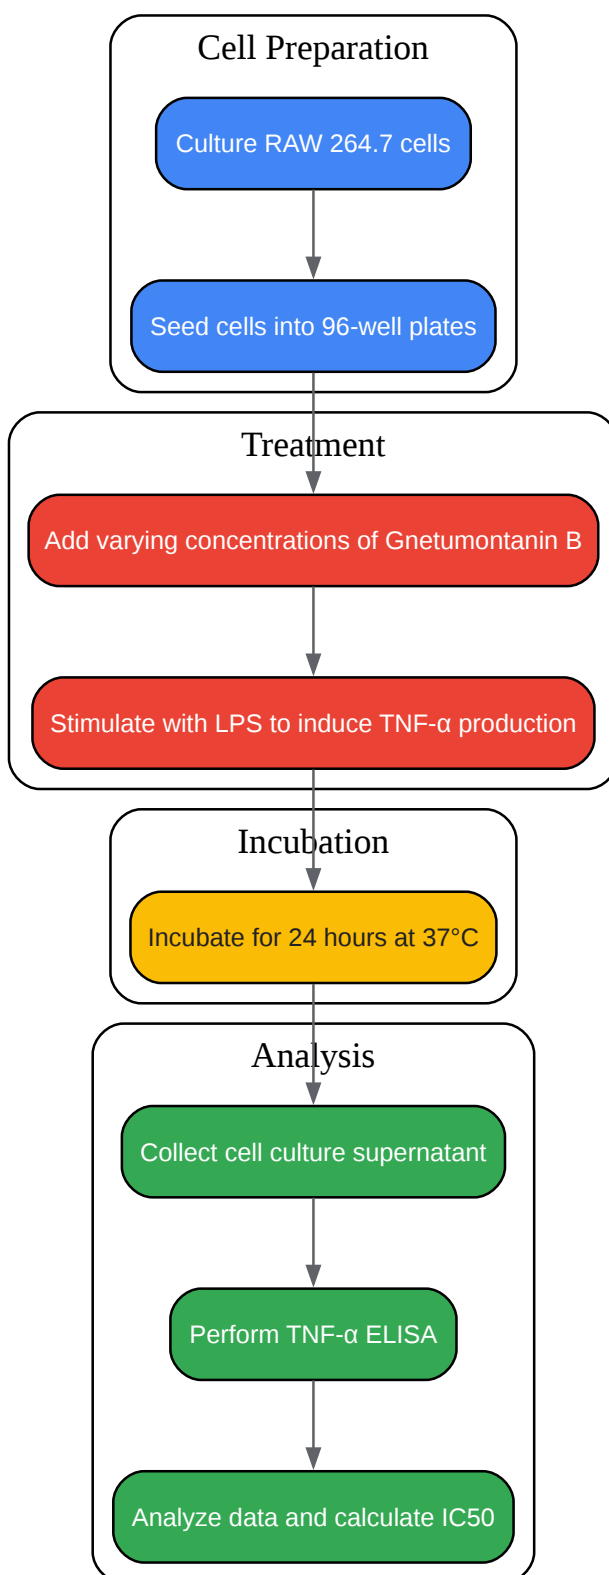 Cell Preparation
Culture RAW 264.7 cells
Seed cells into 96-well plates
Treatment
Add varying concentrations of Gnetumontanin B
Stimulate with LPS to induce TNF-α production
Incubation
Incubate for 24 hours at 37°C
Analysis
Collect cell culture supernatant
Perform TNF-α ELISA
Analyze data and calculate IC50